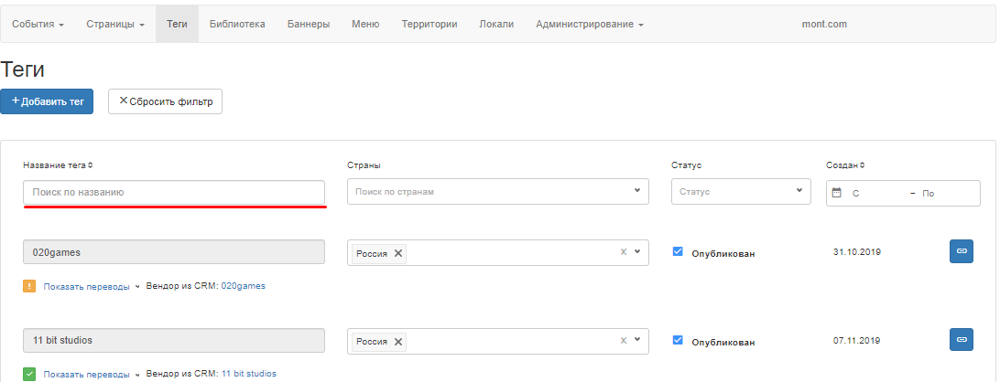 События Страницы Теги Библиотека Баннеры Меню Территории Локали Администрирование mont.com
Теги
+Добавить тег ×Сбросить фильтр
Название тега Страны Статус Создан
Поиск по названию Поиск по странам Статус С – По
020games Россия × × Опубликован 31.10.2019
Показать переводы Вендор из CRM: 020games
11 bit studios Россия × × Опубликован 07.11.2019
Показать переводы Вендор из CRM: 11 bit studios